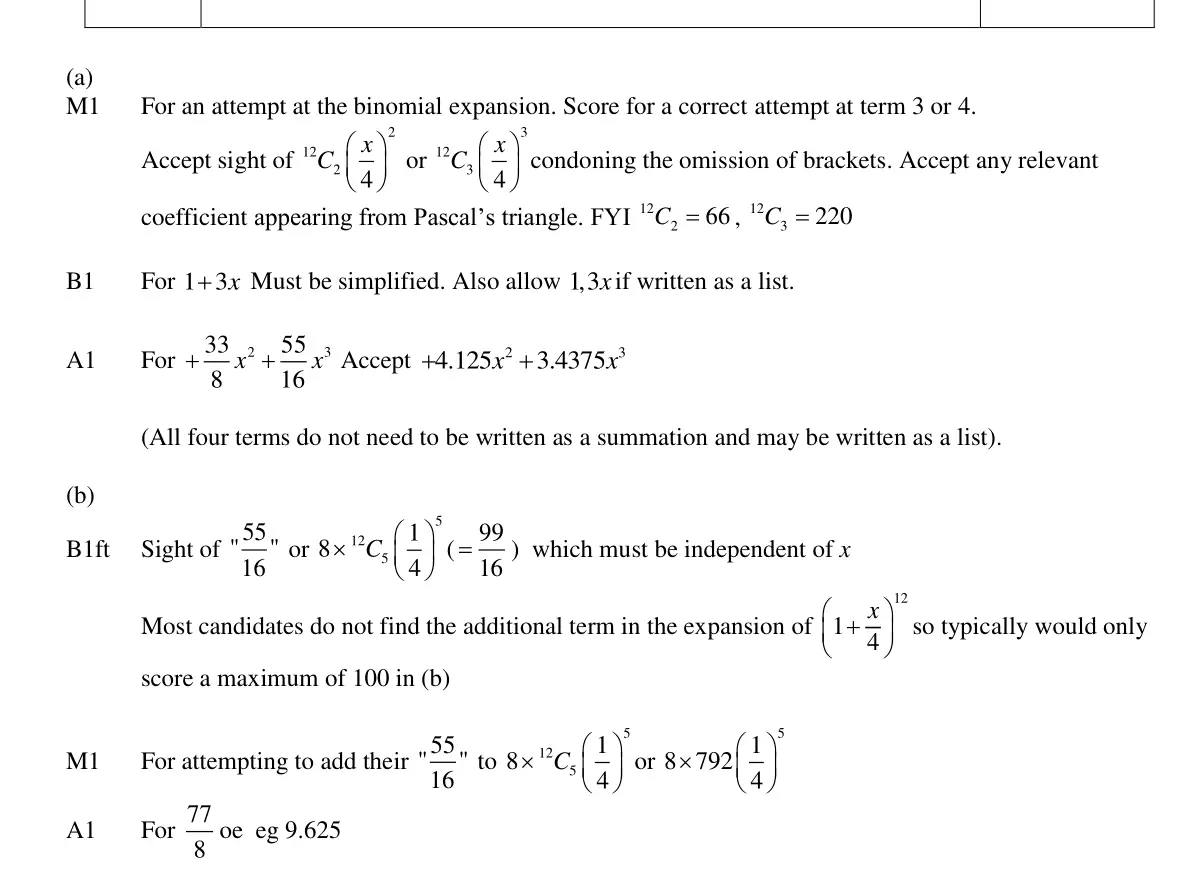 (a)
M1 For an attempt at the binomial expansion. Score for a correct attempt at term 3 or 4.
Accept sight of ¹²C₂(x/4)² or ¹²C₃(x/4)³ condoning the omission of brackets. Accept any relevant
coefficient appearing from Pascal's triangle. FYI ¹²C₂ = 66, ¹²C₃ = 220
B1 For 1+3x Must be simplified. Also allow 1,3x if written as a list.
A1 For +33/8 x² + 55/16 x³ Accept +4.125x² +3.4375x³
(All four terms do not need to be written as a summation and may be written as a list).
(b)
B1ft Sight of "55/16" or 8× ¹²C₅(1/4)⁵ (= 99/16) which must be independent of x
Most candidates do not find the additional term in the expansion of (1+x/4)¹² so typically would only
score a maximum of 100 in (b)
M1 For attempting to add their "55/16" to 8× ¹²C₅(1/4)⁵ or 8×792(1/4)⁵
A1 For 77/8 oe eg 9.625